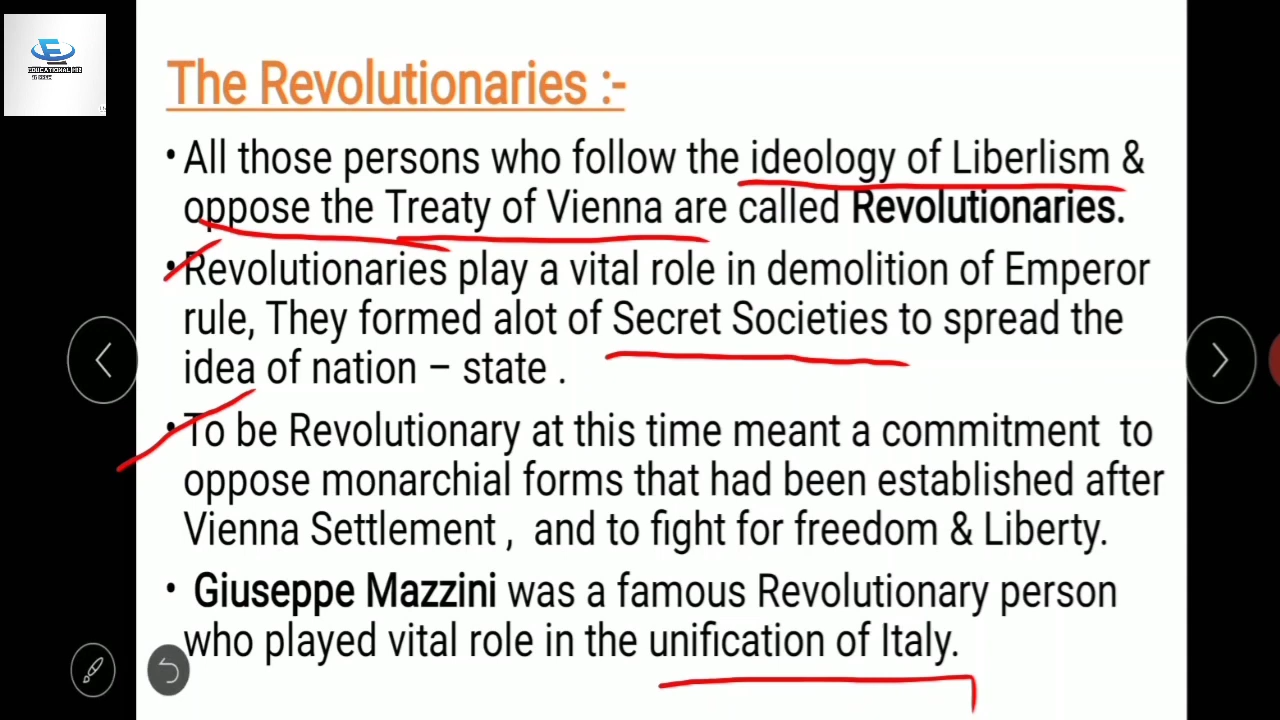 EDUCATIONAL
The Revolutionaries :-
• All those persons who follow the ideology of Liberlism &
oppose the Treaty of Vienna are called Revolutionaries.
• Revolutionaries play a vital role in demolition of Emperor
rule, They formed alot of Secret Societies to spread the
idea of nation – state .
• To be Revolutionary at this time meant a commitment to
oppose monarchial forms that had been established after
Vienna Settlement , and to fight for freedom & Liberty.
• Giuseppe Mazzini was a famous Revolutionary person
who played vital role in the unification of Italy.